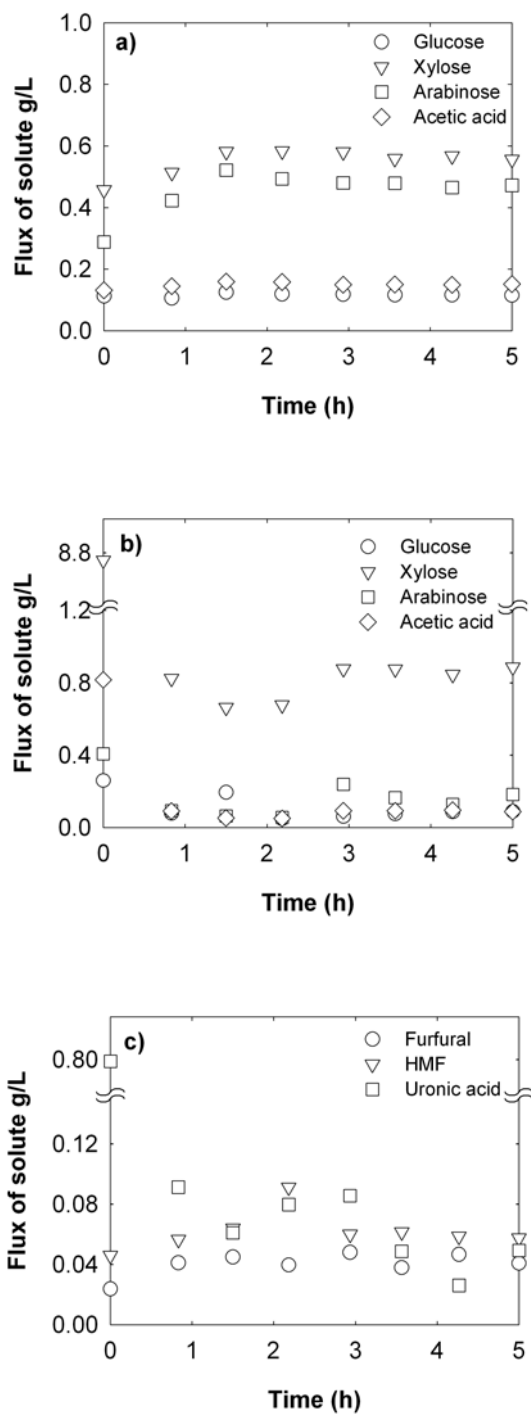 a)
Glucose
Xylose
Arabinose
Acetic acid
1.0
0.8
0.6
0.4
0.2
0.0
Flux of solute g/L
0 1 2 3 4 5
Time (h)
b)
Glucose
Xylose
Arabinose
Acetic acid
8.8
1.2
0.8
0.4
0.0
Flux of solute g/L
0 1 2 3 4 5
Time (h)
c)
Furfural
HMF
Uronic acid
0.80
0.12
0.08
0.04
0.00
Flux of solute g/L
0 1 2 3 4 5
Time (h)